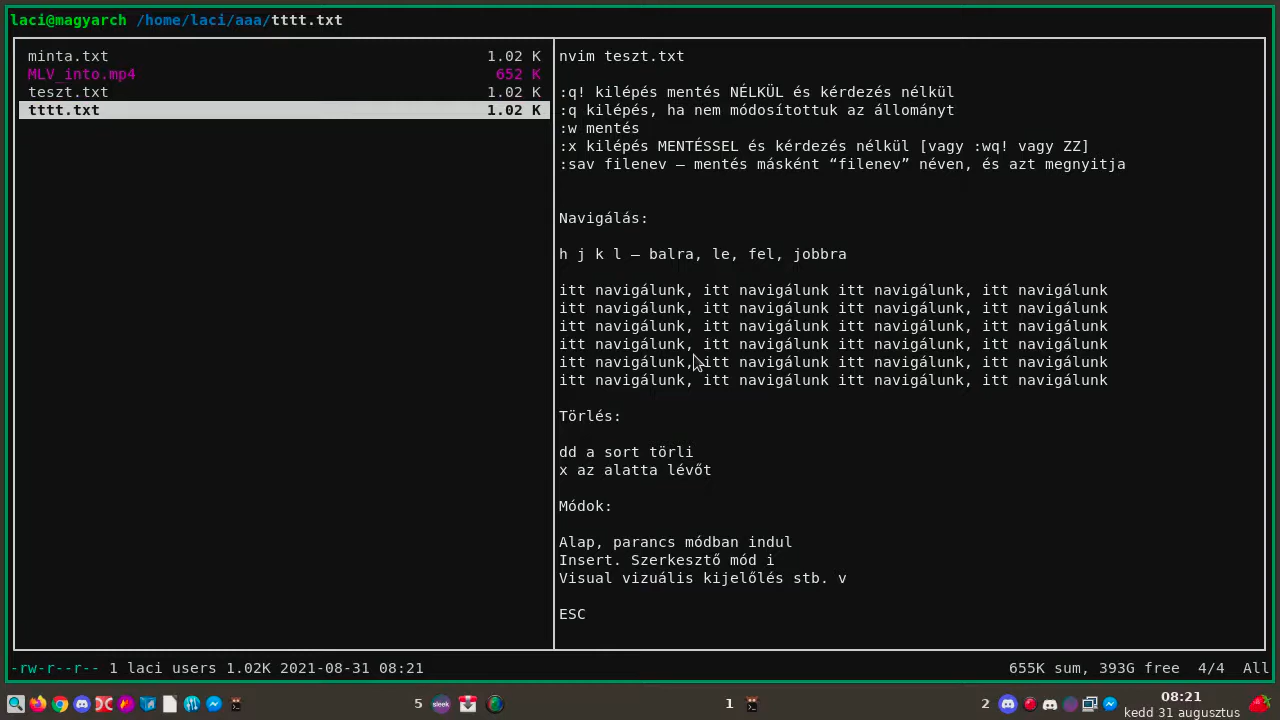 laci@magyarch /home/laci/aaa/tttt.txt
minta.txt 1.02 K
MLV_into.mp4 652 K
teszt.txt 1.02 K
tttt.txt 1.02 K
nvim teszt.txt
:q! kilépés mentés NÉLKÜL és kérdezés nélkül
:q kilépés, ha nem módosítottuk az állományt
:w mentés
:x kilépés MENTÉSSEL és kérdezés nélkül [vagy :wq! vagy ZZ]
:sav filenev – mentés másként “filenev” néven, és azt megnyitja
Navigálás:
h j k l – balra, le, fel, jobbra
itt navigálunk, itt navigálunk itt navigálunk, itt navigálunk
itt navigálunk, itt navigálunk itt navigálunk, itt navigálunk
itt navigálunk, itt navigálunk itt navigálunk, itt navigálunk
itt navigálunk, itt navigálunk itt navigálunk, itt navigálunk
itt navigálunk, itt navigálunk itt navigálunk, itt navigálunk
itt navigálunk, itt navigálunk itt navigálunk, itt navigálunk
Törlés:
dd a sort törli
x az alatta lévőt
Módok:
Alap, parancs módban indul
Insert. Szerkesztő mód i
Visual vizuális kijelőlés stb. v
ESC
-rw-r--r-- 1 laci users 1.02K 2021-08-31 08:21 655K sum, 393G free 4/4 All
5 sleek 1 2 08:21
kedd 31 augusztus